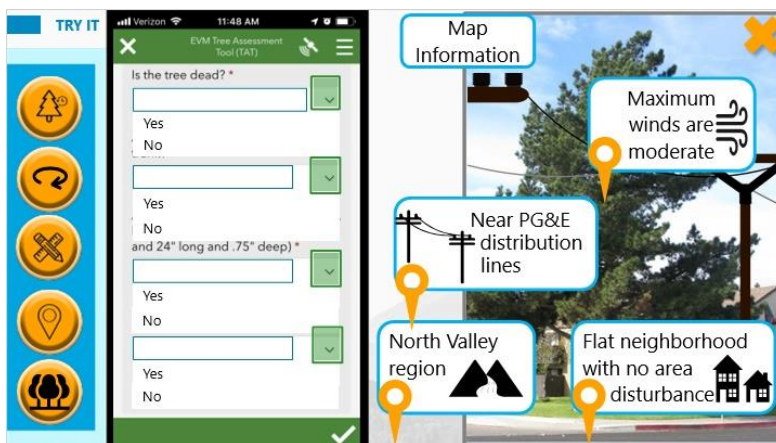 TRY IT
Verizon
11:48 AM
EVM Tree Assessment
Tool (TAT)
Is the tree dead? *
Yes
No
Yes
No
and 24" long and .75" deep) *
Yes
No
Yes
No
Map
Information
Maximum
winds are
moderate
Near PG&E
distribution
lines
North Valley
region
Flat neighborhood
with no area
disturbance